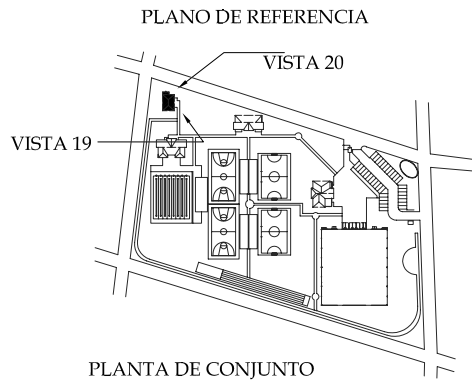 PLANO DE REFERENCIA
VISTA 20
VISTA 19
PLANTA DE CONJUNTO